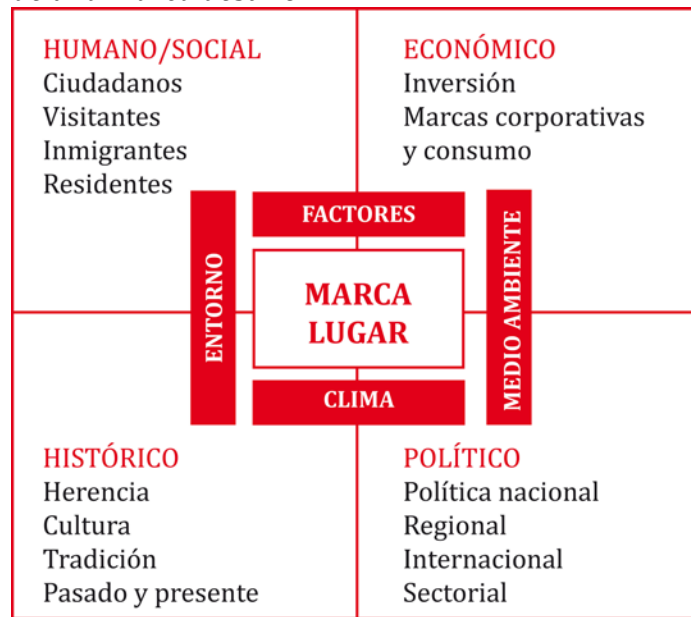 HUMANO/SOCIAL
Ciudadanos
Visitantes
Inmigrantes
Residentes
ECONÓMICO
Inversión
Marcas corporativas
y consumo
FACTORES
ENTORNO
MARCA
LUGAR
MEDIO AMBIENTE
CLIMA
HISTÓRICO
Herencia
Cultura
Tradición
Pasado y presente
POLÍTICO
Política nacional
Regional
Internacional
Sectorial